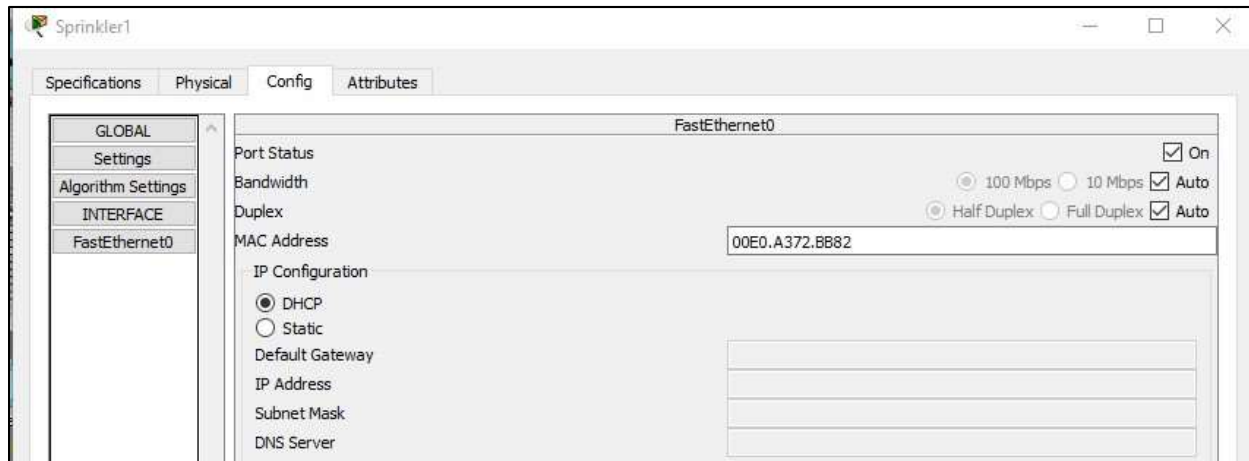 Sprinkler1
Specifications Physical Config Attributes
GLOBAL
Settings
Algorithm Settings
INTERFACE
FastEthernet0
FastEthernet0
Port Status On
Bandwidth 100 Mbps 10 Mbps Auto
Duplex Half Duplex Full Duplex Auto
MAC Address 00E0.A372.BB82
IP Configuration
DHCP
Static
Default Gateway
IP Address
Subnet Mask
DNS Server